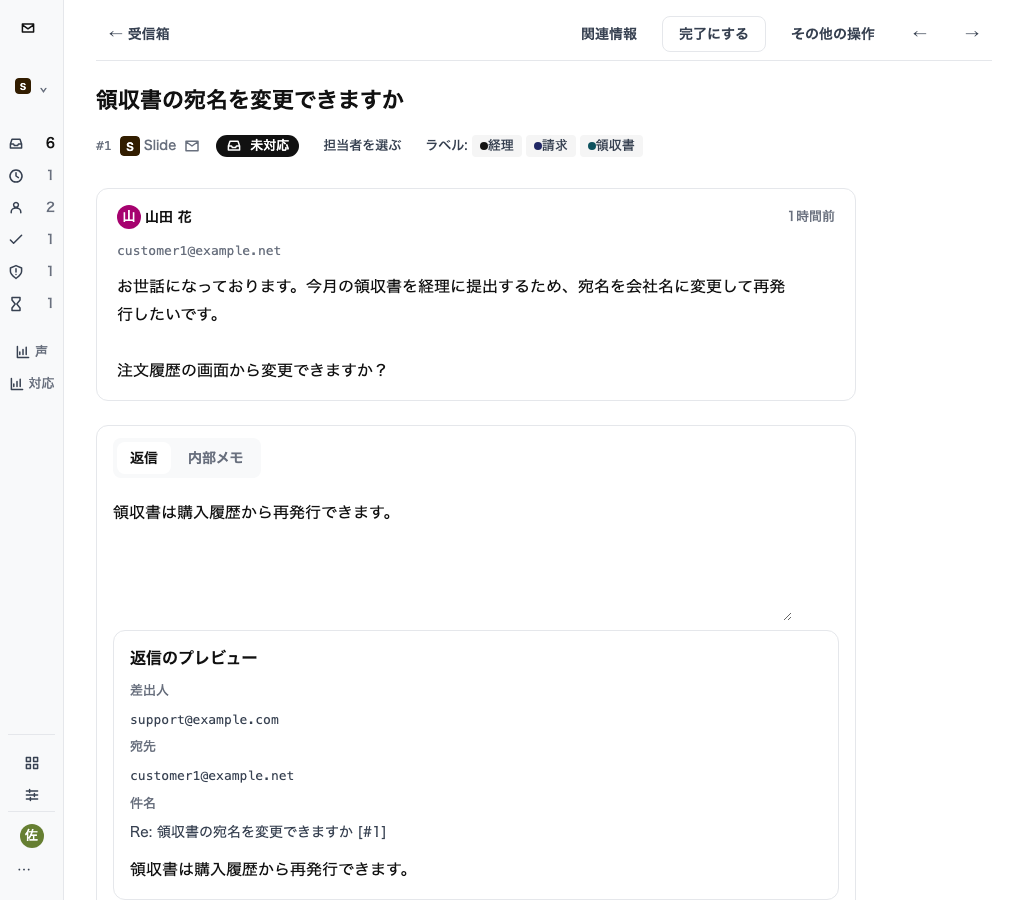 ← 受信箱
関連情報
完了にする
その他の操作
←
→
S
6
1
2
1
1
1
声
対応
佐
…
領収書の宛名を変更できますか
#1 S Slide 未対応 担当者を選ぶ ラベル: 経理 請求 領収書
山 山田 花 1時間前
customer1@example.net
お世話になっております。今月の領収書を経理に提出するため、宛名を会社名に変更して再発
行したいです。
注文履歴の画面から変更できますか？
返信 内部メモ
領収書は購入履歴から再発行できます。
返信のプレビュー
差出人
support@example.com
宛先
customer1@example.net
件名
Re: 領収書の宛名を変更できますか [#1]
領収書は購入履歴から再発行できます。